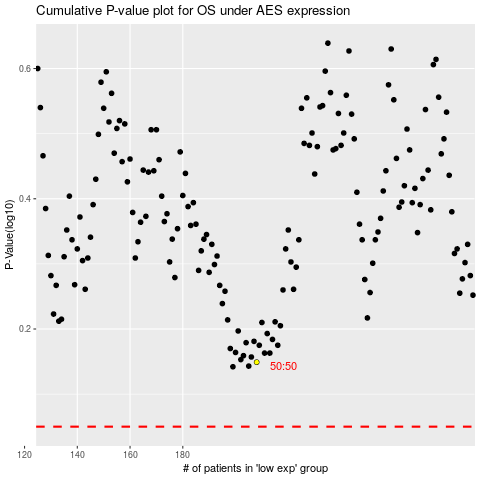 Cumulative P-value plot for OS under AES expression
P-Value(log10)
0.6
0.4
0.2
50:50
120 140 160 180
# of patients in 'low exp' group